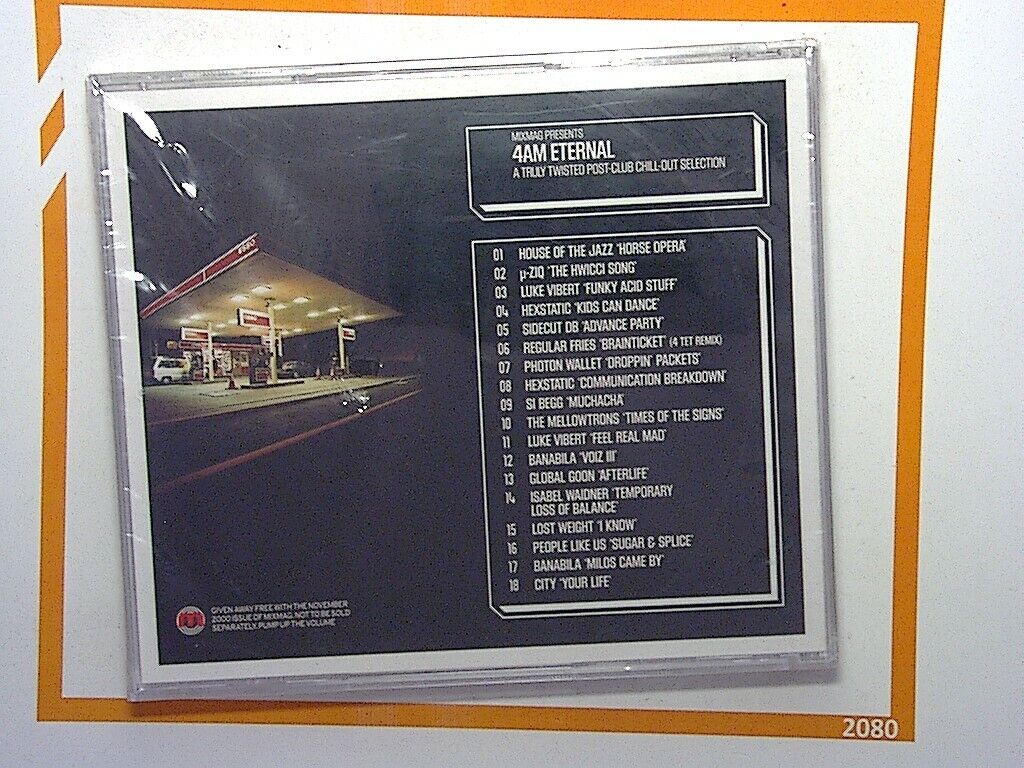 MIXMAG PRESENTS
4AM ETERNAL
A TRULY TWISTED POST-CLUB CHILL-OUT SELECTION
ESSO
01 HOUSE OF THE JAZZ 'HORSE OPERA'
02 µ-ZIQ 'THE HWICCI SONG'
03 LUKE VIBERT 'FUNKY ACID STUFF'
04 HEXSTATIC 'KIDS CAN DANCE'
05 SIDECUT DB 'ADVANCE PARTY'
06 REGULAR FRIES 'BRAINTICKET' (4 TET REMIX)
07 PHOTON WALLET 'DROPPIN' PACKETS'
08 HEXSTATIC 'COMMUNICATION BREAKDOWN'
09 SI BEGG 'MUCHACHA'
10 THE MELLOWTRONS 'TIMES OF THE SIGNS'
11 LUKE VIBERT 'FEEL REAL MAD'
12 BANABILA 'VOIZ III'
13 GLOBAL GOON 'AFTERLIFE'
14 ISABEL WAIDNER 'TEMPORARY
LOSS OF BALANCE'
15 LOST WEIGHT 'I KNOW'
16 PEOPLE LIKE US 'SUGAR & SPLICE'
17 BANABILA 'MILOS CAME BY'
18 CITY 'YOUR LIFE'
GIVEN AWAY FREE WITH THE NOVEMBER
2000 ISSUE OF MIXMAG. NOT TO BE SOLD
SEPARATELY. PUMP UP THE VOLUME
2080